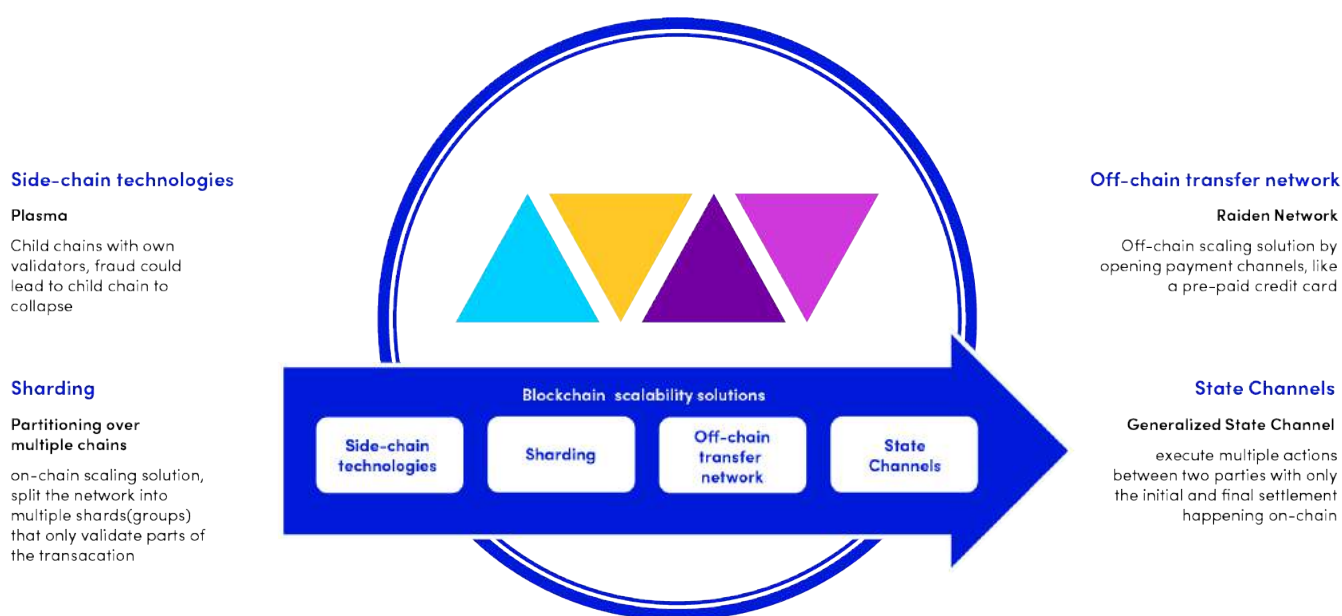 Side-chain technologies
Plasma
Child chains with own
validators, fraud could
lead to child chain to
collapse
Sharding
Partitioning over
multiple chains
on-chain scaling solution,
split the network into
multiple shards(groups)
that only validate parts of
the transacation
Blockchain scalability solutions
Side-chain
technologies
Sharding
Off-chain
transfer
network
State
Channels
Off-chain transfer network
Raiden Network
Off-chain scaling solution by
opening payment channels, like
a pre-paid credit card
State Channels
Generalized State Channel
execute multiple actions
between two parties with only
the initial and final settlement
happening on-chain